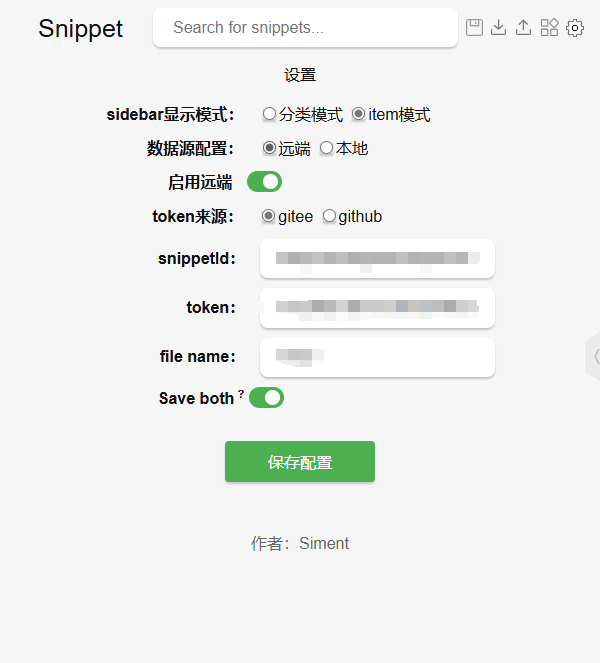 Snippet Search for snippets...
设置
sidebar显示模式： 分类模式 item模式
数据源配置： 远端 本地
启用远端
token来源： gitee github
snippetId：
token：
file name：
Save both ?
保存配置
作者：Siment